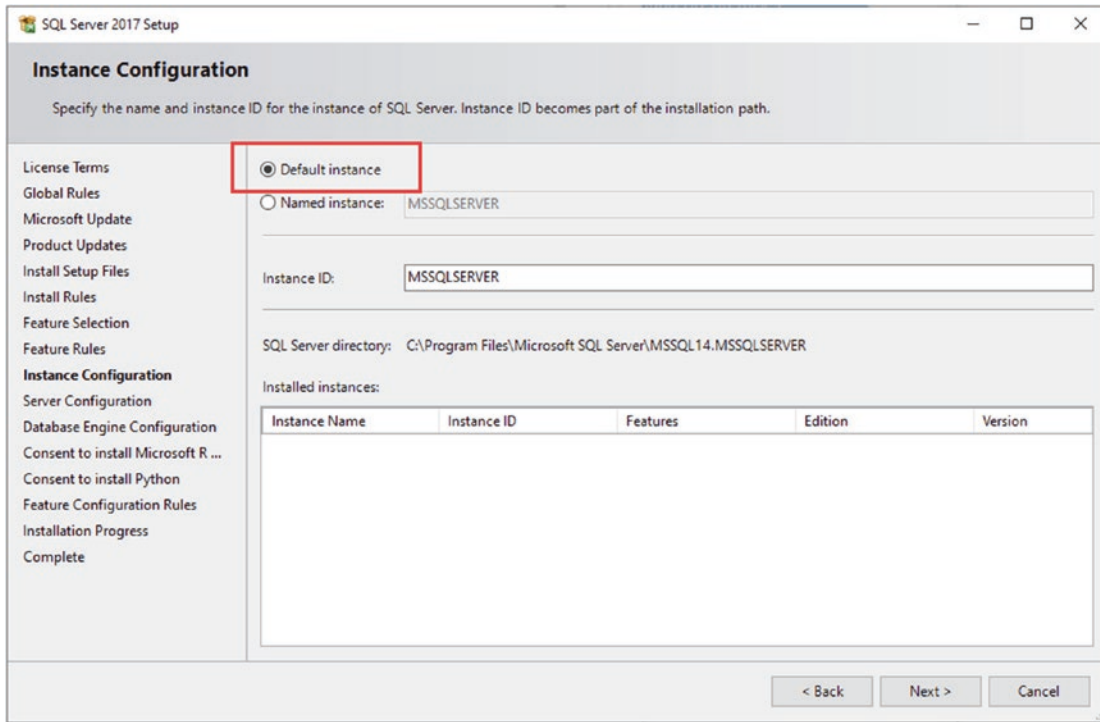 SQL Server 2017 Setup
Instance Configuration
Specify the name and instance ID for the instance of SQL Server. Instance ID becomes part of the installation path.
License Terms
Global Rules
Microsoft Update
Product Updates
Install Setup Files
Install Rules
Feature Selection
Feature Rules
Instance Configuration
Server Configuration
Database Engine Configuration
Consent to install Microsoft R ...
Consent to install Python
Feature Configuration Rules
Installation Progress
Complete
Default instance
Named instance: MSSQLSERVER
Instance ID: MSSQLSERVER
SQL Server directory: C:\Program Files\Microsoft SQL Server\MSSQL14.MSSQLSERVER
Installed instances:
Instance Name Instance ID Features Edition Version
< Back Next > Cancel